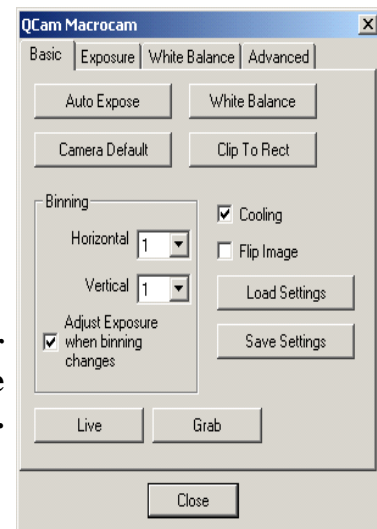 QCam Macrocam
Basic Exposure White Balance Advanced
Auto Expose White Balance
Camera Default Clip To Rect
Binning
Horizontal 1
Vertical 1
Adjust Exposure
when binning
changes
Cooling
Flip Image
Load Settings
Save Settings
Live Grab
Close